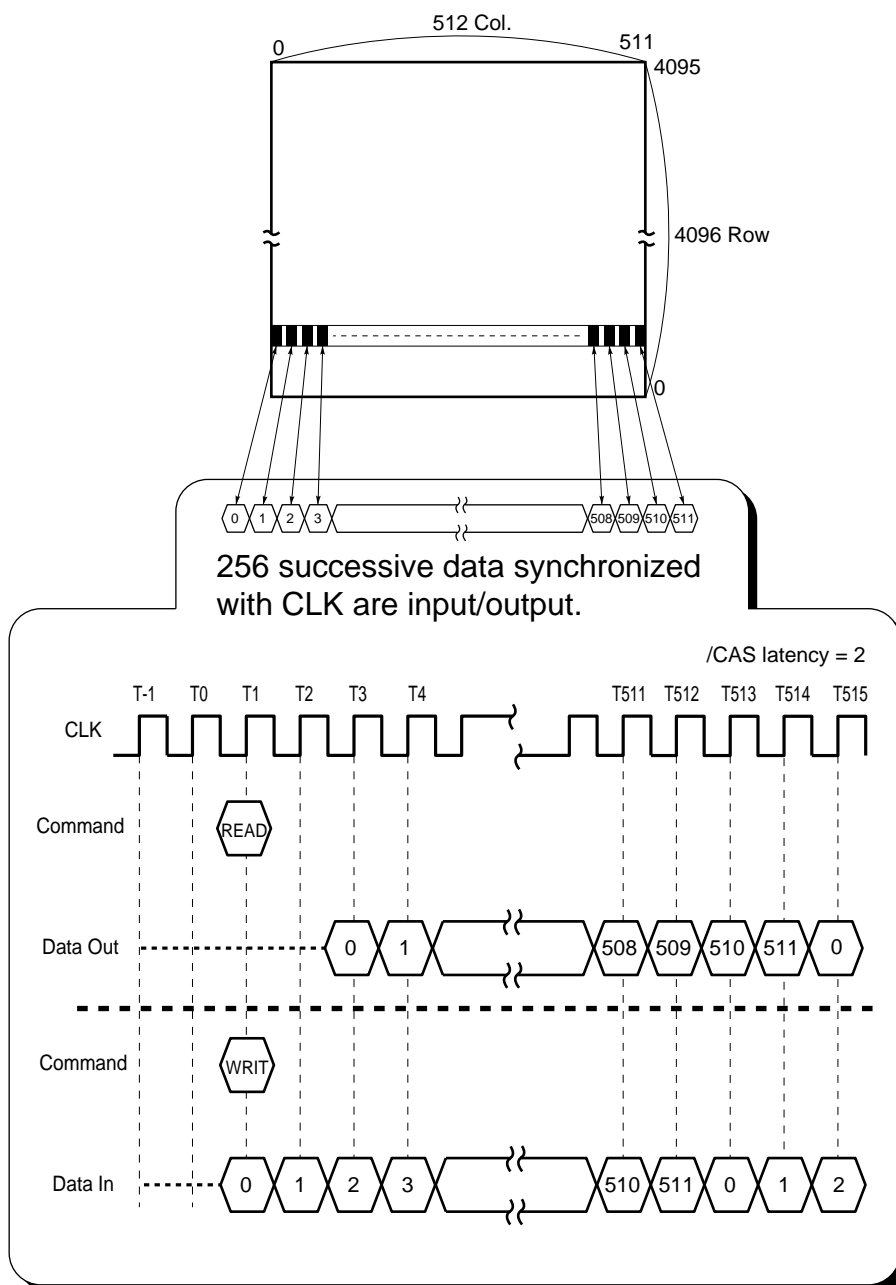 512 Col.
0 511
4095
4096 Row
0
0 1 2 3 508 509 510 511
256 successive data synchronized
with CLK are input/output.
/CAS latency = 2
T-1 T0 T1 T2 T3 T4 T511 T512 T513 T514 T515
CLK
Command READ
Data Out 0 1 508 509 510 511 0
Command WRIT
Data In 0 1 2 3 510 511 0 1 2